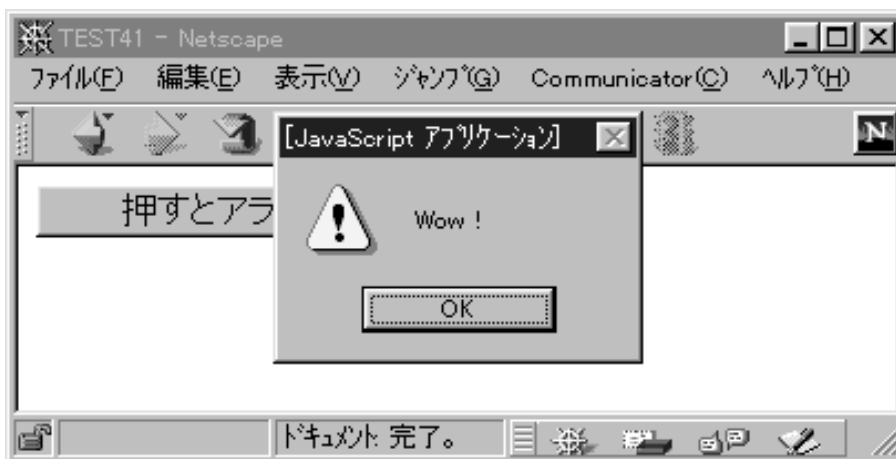 TEST41 - Netscape
ﾌｧｲﾙ(F) 編集(E) 表示(V) ｼﾞｬﾝﾌﾟ(G) Communicator(C) ﾍﾙﾌﾟ(H)
[JavaScript ｱﾌﾟﾘｹｰｼｮﾝ]
N
押すとアラ
Wow !
OK
ﾄﾞｷｭﾒﾝﾄ: 完了。